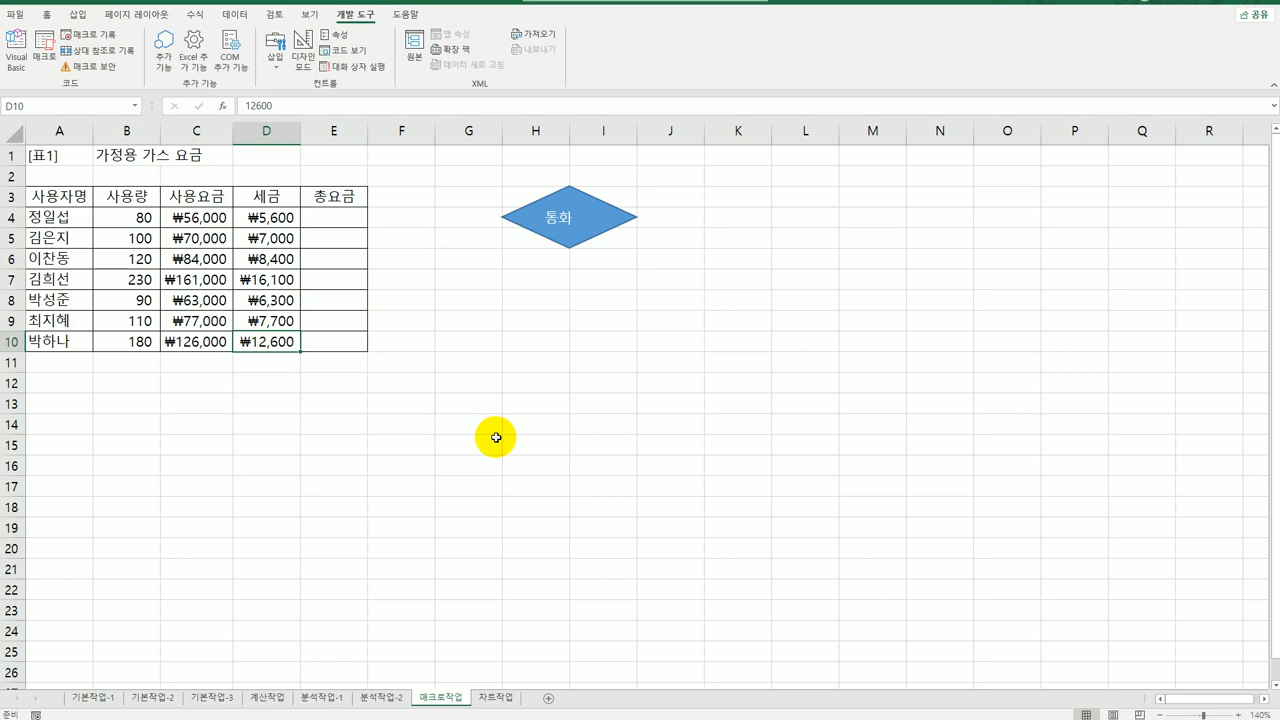 파일 홈 삽입 페이지 레이아웃 수식 데이터 검토 보기 개발 도구 도움말 공유
Visual Basic
매크로
매크로 기록
상대 참조로 기록
매크로 보안
코드
추가 기능
Excel 추가 기능
COM 추가 기능
추가 기능
삽입
디자인 모드
속성
코드 보기
대화 상자 실행
컨트롤
원본
맵 속성
확장 팩
데이터 새로 고침
가져오기
내보내기
XML
D10 fx 12600
A B C D E F G H I J K L M N O P Q R
1 [표1] 가정용 가스 요금
2
3 사용자명 사용량 사용요금 세금 총요금
4 정일섭 80 ₩56,000 ₩5,600
통화
5 김은지 100 ₩70,000 ₩7,000
6 이찬동 120 ₩84,000 ₩8,400
7 김희선 230 ₩161,000 ₩16,100
8 박성준 90 ₩63,000 ₩6,300
9 최지혜 110 ₩77,000 ₩7,700
10 박하나 180 ₩126,000 ₩12,600
11
12
13
14
15
16
17
18
19
20
21
22
23
24
25
26
기본작업-1 기본작업-2 기본작업-3 계산작업 분석작업-1 분석작업-2 매크로작업 차트작업
준비 140%